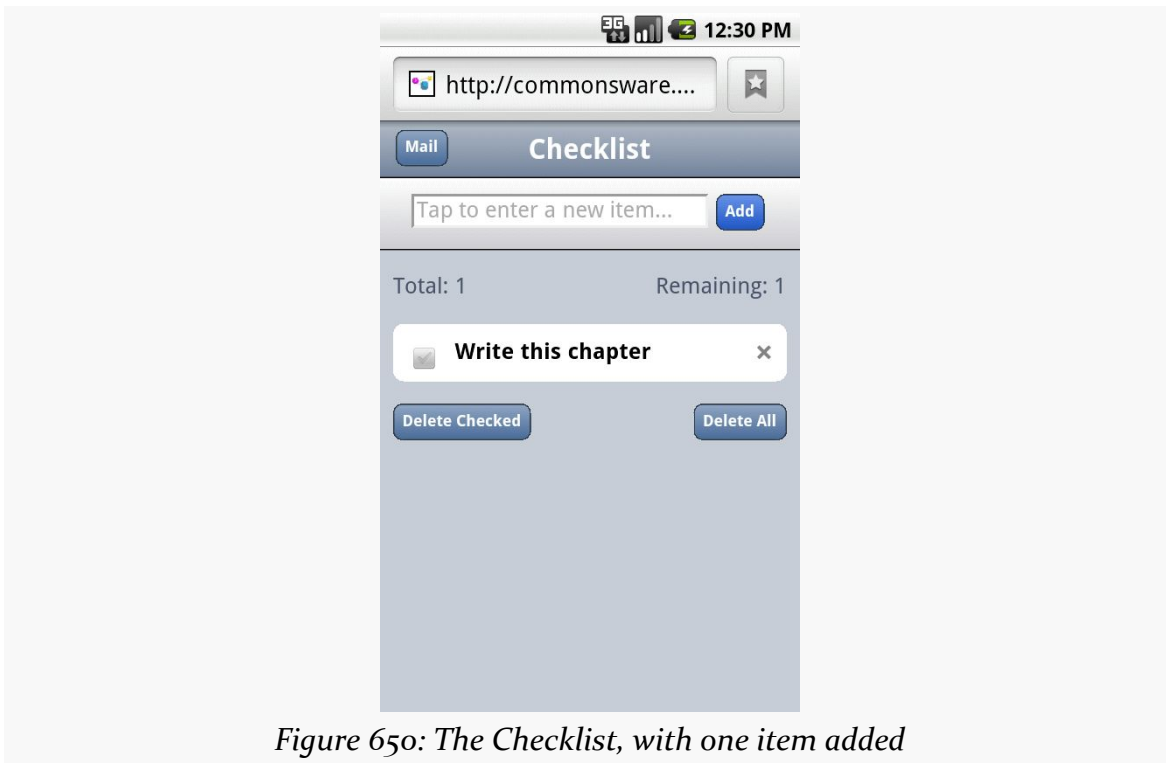 3G 12:30 PM
http://commonsware....
Mail Checklist
Tap to enter a new item... Add
Total: 1 Remaining: 1
Write this chapter ×
Delete Checked Delete All
Figure 650: The Checklist, with one item added